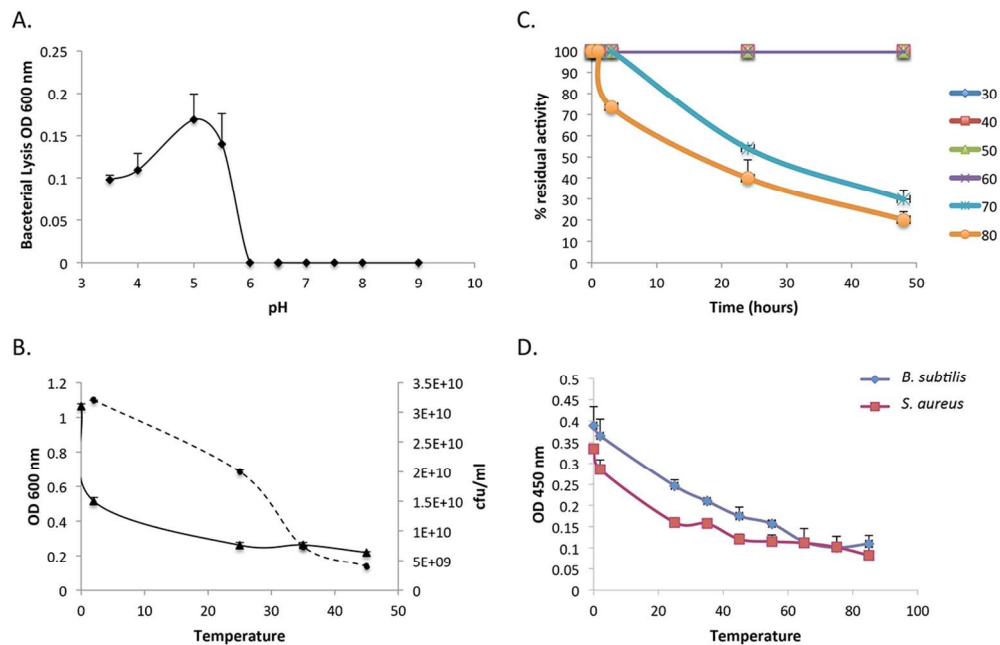 A.
Baceterial Lysis OD 600 nm
0.25
0.2
0.15
0.1
0.05
0
3 4 5 6 7 8 9 10
pH
C.
% residual activity
100
90
80
70
60
50
40
30
20
10
0
0 10 20 30 40 50
Time (hours)
30
40
50
60
70
80
B.
OD 600 nm
1.2
1
0.8
0.6
0.4
0.2
0
3.5E+10
3E+10
2.5E+10
2E+10
1.5E+10
1E+10
5E+09
0
cfu/ml
0 10 20 30 40 50
Temperature
D.
OD 450 nm
0.5
0.45
0.4
0.35
0.3
0.25
0.2
0.15
0.1
0.05
0
0 20 40 60 80 100
Temperature
B. subtilis
S. aureus